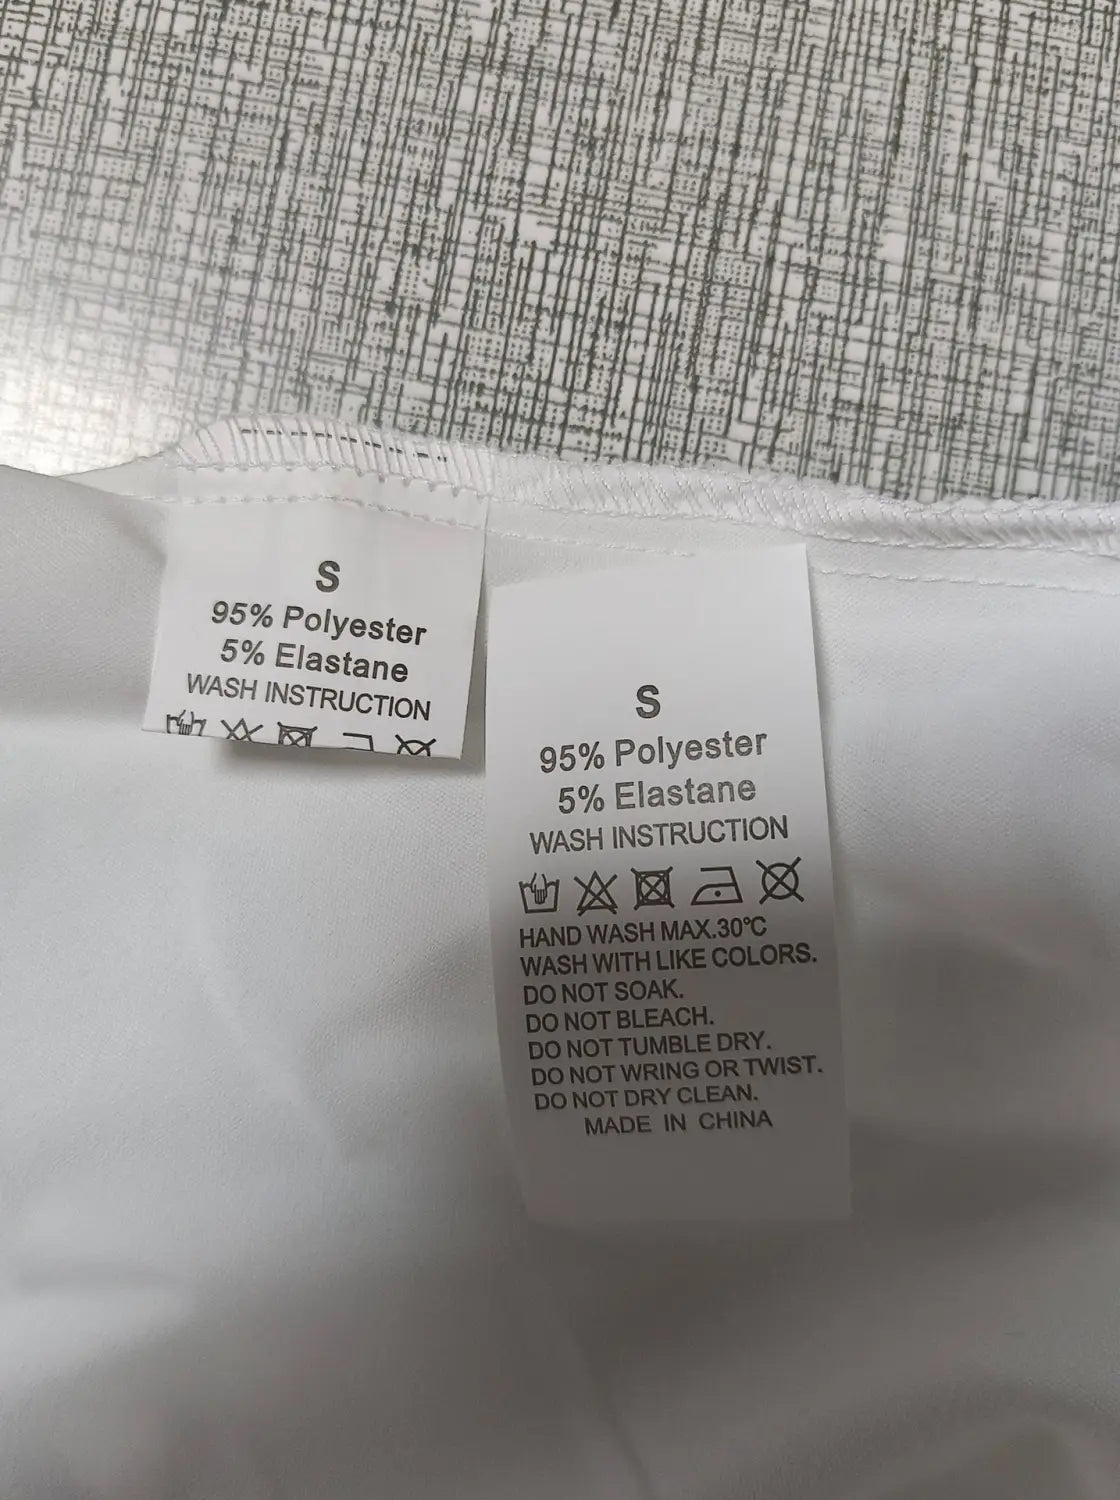 S
95% Polyester
5% Elastane
WASH INSTRUCTION
S
95% Polyester
5% Elastane
WASH INSTRUCTION
HAND WASH MAX.30℃
WASH WITH LIKE COLORS.
DO NOT SOAK.
DO NOT BLEACH.
DO NOT TUMBLE DRY.
DO NOT WRING OR TWIST.
DO NOT DRY CLEAN.
MADE IN CHINA